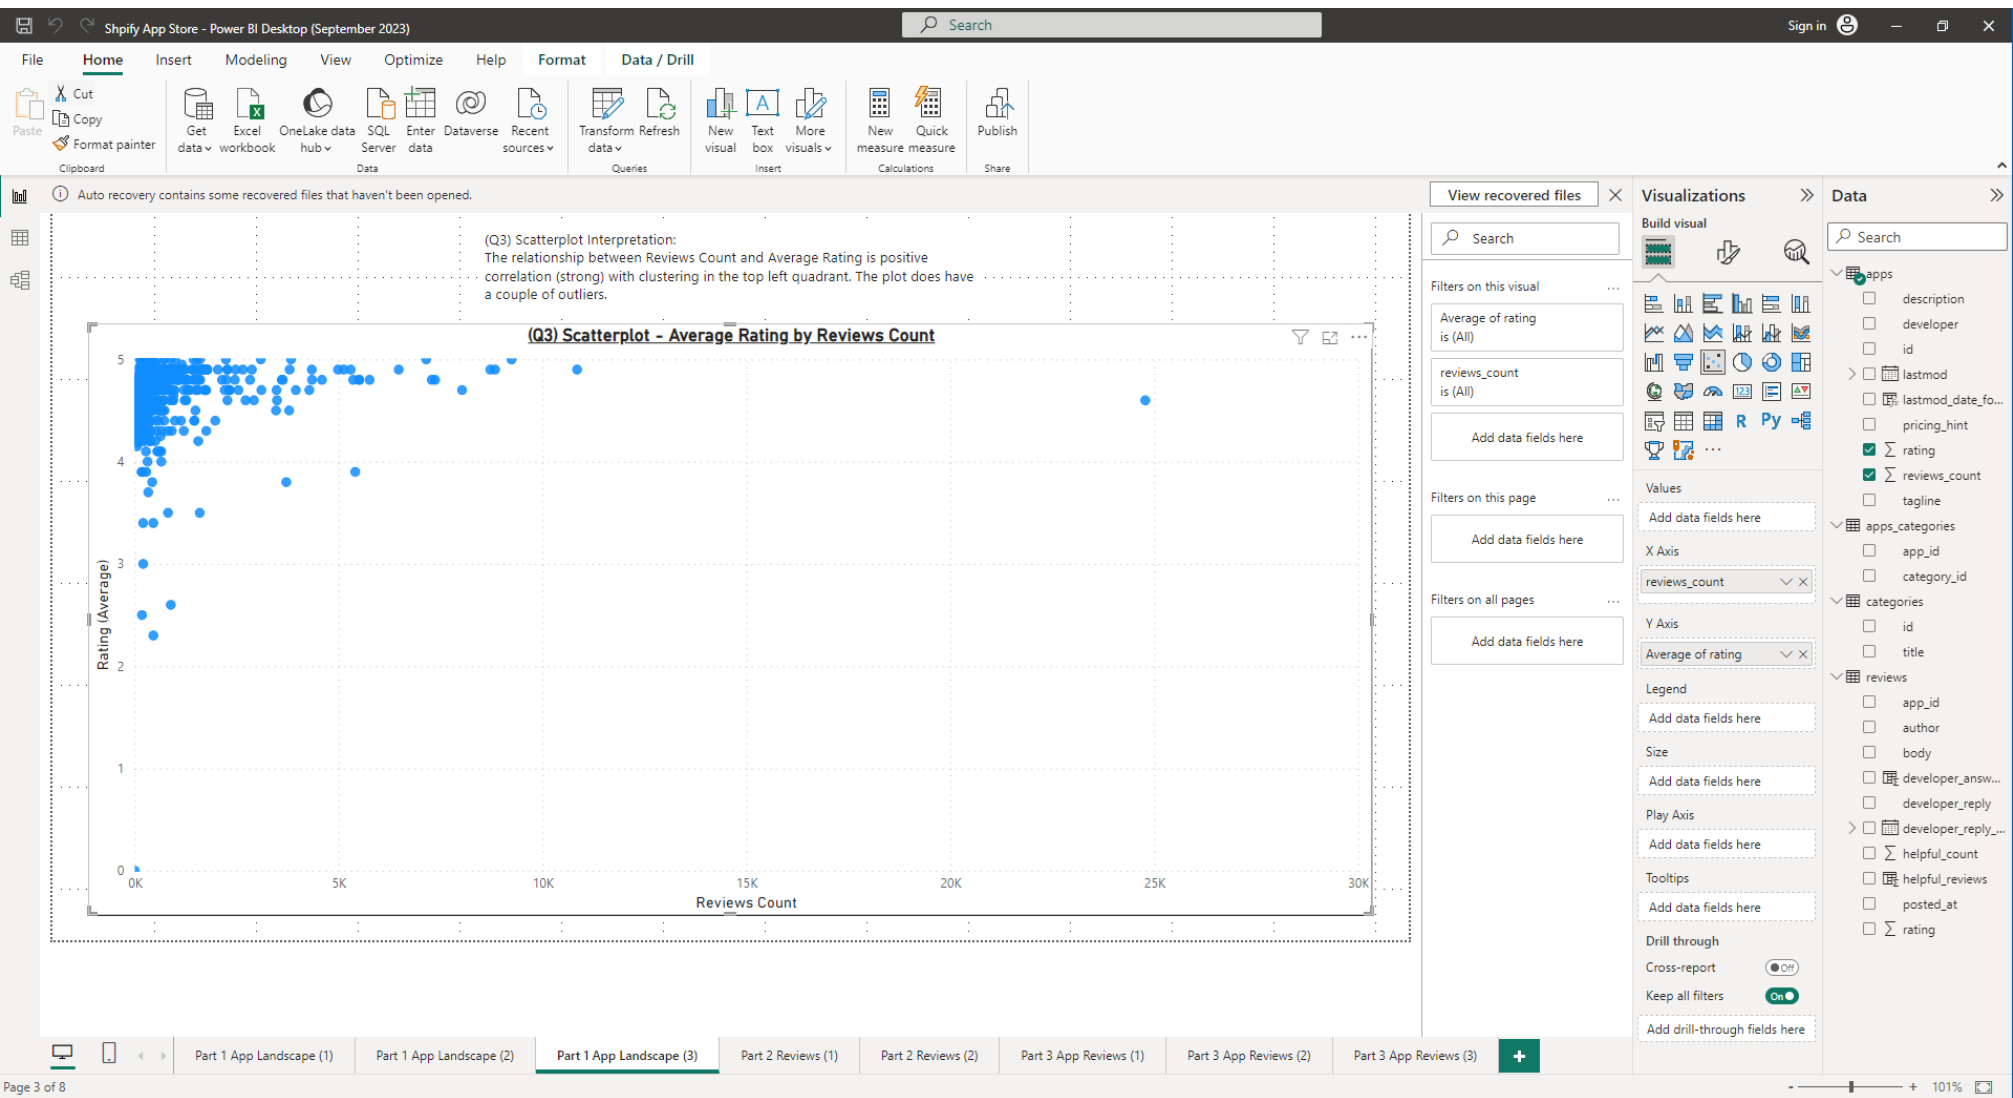 Shpify App Store - Power BI Desktop (September 2023)
Search
Sign in
File
Home
Insert
Modeling
View
Optimize
Help
Format
Data / Drill
Paste
Cut
Copy
Format painter
Clipboard
Get data
Excel workbook
OneLake data hub
SQL Server
Enter data
Dataverse
Recent sources
Data
Transform data
Refresh
Queries
New visual
Text box
More visuals
Insert
New measure
Quick measure
Calculations
Publish
Share
Auto recovery contains some recovered files that haven't been opened.
View recovered files
(Q3) Scatterplot Interpretation:
The relationship between Reviews Count and Average Rating is positive
correlation (strong) with clustering in the top left quadrant. The plot does have
a couple of outliers.
(Q3) Scatterplot - Average Rating by Reviews Count
Rating (Average)
5
4
3
2
1
0
0K
5K
10K
15K
20K
25K
30K
Reviews Count
Search
Filters on this visual
Average of rating
is (All)
reviews_count
is (All)
Add data fields here
Filters on this page
Add data fields here
Filters on all pages
Add data fields here
Visualizations
Build visual
123
R
Py
Values
Add data fields here
X Axis
reviews_count
Y Axis
Average of rating
Legend
Add data fields here
Size
Add data fields here
Play Axis
Add data fields here
Tooltips
Add data fields here
Drill through
Cross-report
Off
Keep all filters
On
Add drill-through fields here
Data
Search
apps
description
developer
id
lastmod
lastmod_date_fo...
pricing_hint
rating
reviews_count
tagline
apps_categories
app_id
category_id
categories
id
title
reviews
app_id
author
body
developer_answ...
developer_reply
developer_reply_...
helpful_count
helpful_reviews
posted_at
rating
Part 1 App Landscape (1)
Part 1 App Landscape (2)
Part 1 App Landscape (3)
Part 2 Reviews (1)
Part 2 Reviews (2)
Part 3 App Reviews (1)
Part 3 App Reviews (2)
Part 3 App Reviews (3)
Page 3 of 8
101%